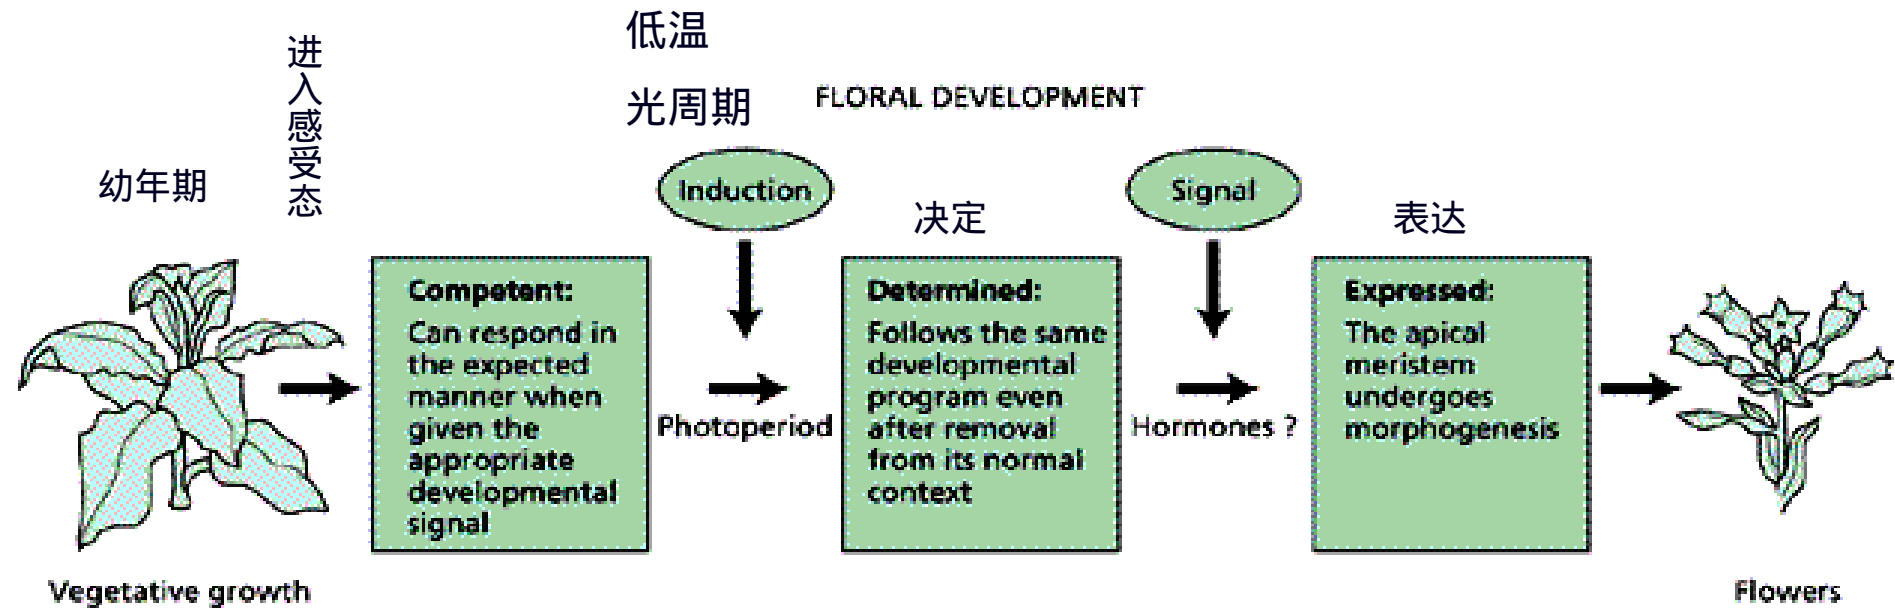 低温
光周期
FLORAL DEVELOPMENT
进入感受态
幼年期
Induction
Signal
决定
表达
Competent:
Can respond in
the expected
manner when
given the
appropriate
developmental
signal
Photoperiod
Determined:
Follows the same
developmental
program even
after removal
from its normal
context
Hormones ?
Expressed:
The apical
meristem
undergoes
morphogenesis
Vegetative growth
Flowers